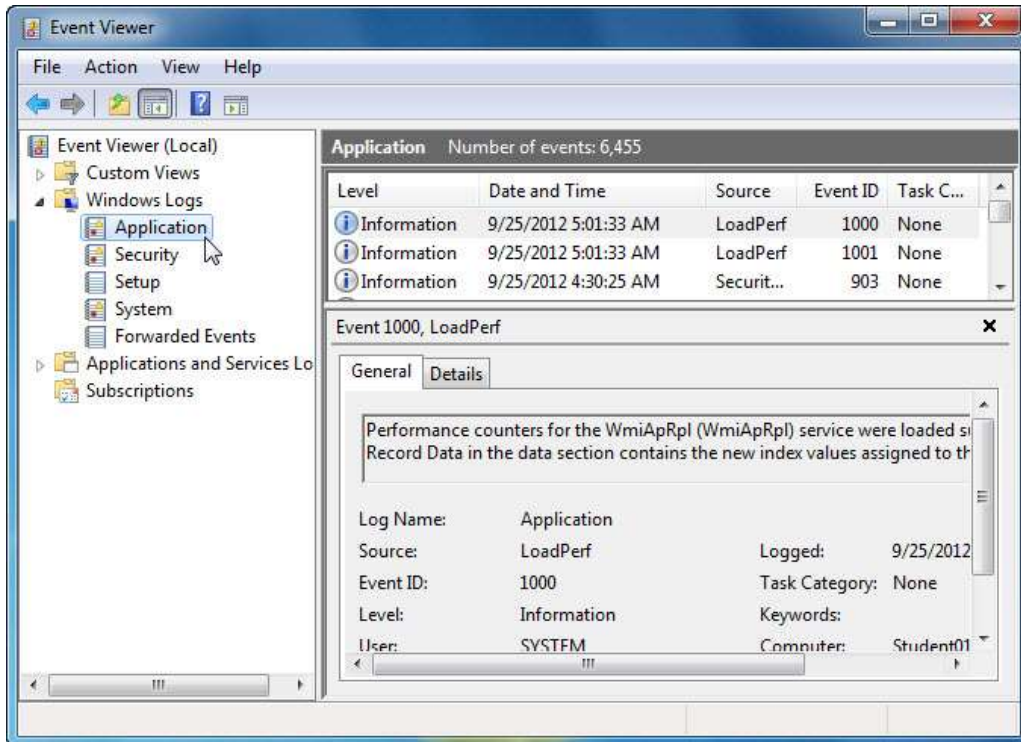 Event Viewer
File Action View Help
Event Viewer (Local)
Custom Views
Windows Logs
Application
Security
Setup
System
Forwarded Events
Applications and Services Lo
Subscriptions
Application Number of events: 6,455
Level Date and Time Source Event ID Task C...
Information 9/25/2012 5:01:33 AM LoadPerf 1000 None
Information 9/25/2012 5:01:33 AM LoadPerf 1001 None
Information 9/25/2012 4:30:25 AM Securit... 903 None
Event 1000, LoadPerf
General Details
Performance counters for the WmiApRpl (WmiApRpl) service were loaded su
Record Data in the data section contains the new index values assigned to th
Log Name: Application
Source: LoadPerf Logged: 9/25/2012
Event ID: 1000 Task Category: None
Level: Information Keywords:
User: SYSTEM Computer: Student01